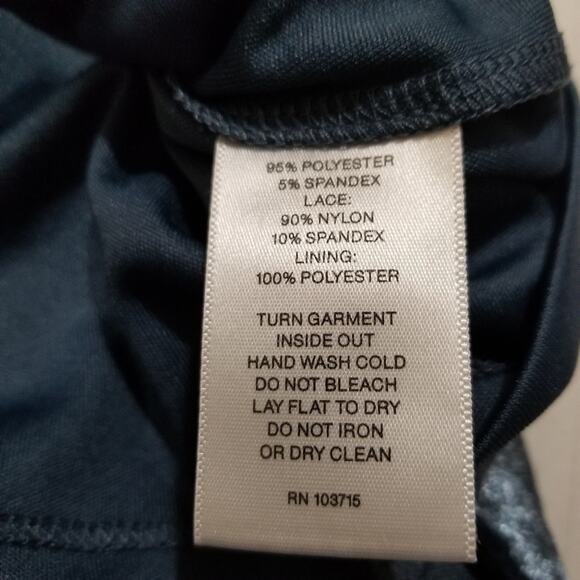 95% POLYESTER
5% SPANDEX
LACE:
90% NYLON
10% SPANDEX
LINING:
100% POLYESTER
TURN GARMENT
INSIDE OUT
HAND WASH COLD
DO NOT BLEACH
LAY FLAT TO DRY
DO NOT IRON
OR DRY CLEAN
RN 103715